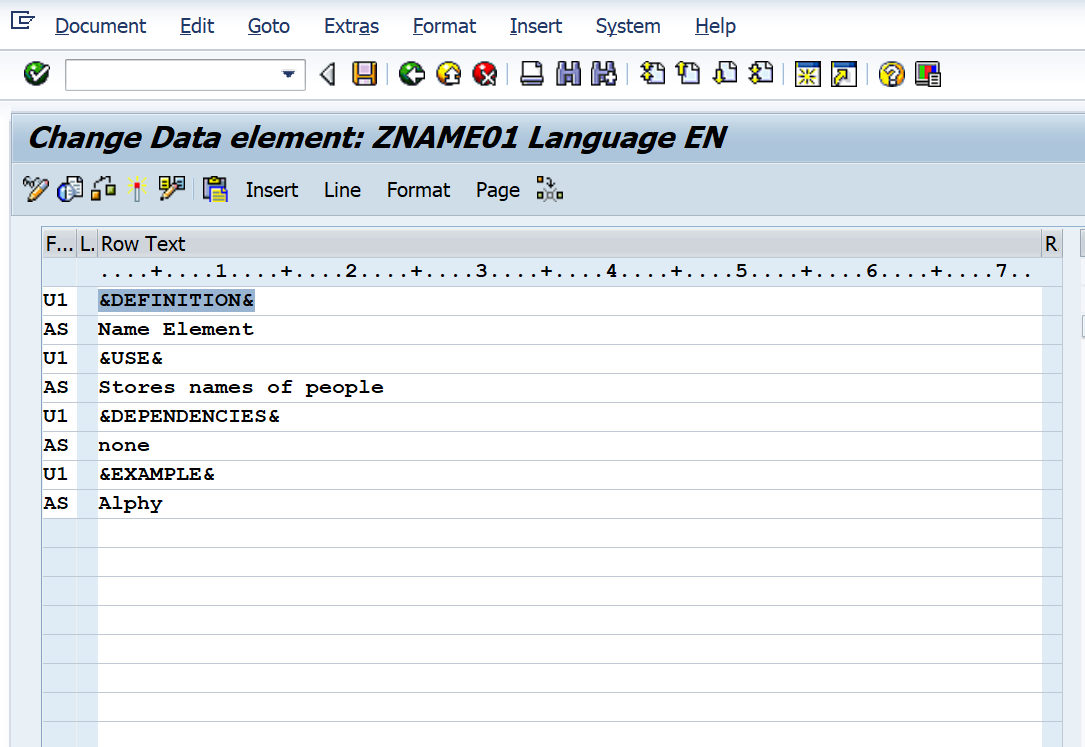 Document Edit Goto Extras Format Insert System Help
Change Data element: ZNAME01 Language EN
Insert Line Format Page
F... L. Row Text R
....+....1....+....2....+....3....+....4....+....5....+....6....+....7..
U1 &DEFINITION&
AS Name Element
U1 &USE&
AS Stores names of people
U1 &DEPENDENCIES&
AS none
U1 &EXAMPLE&
AS Alphy